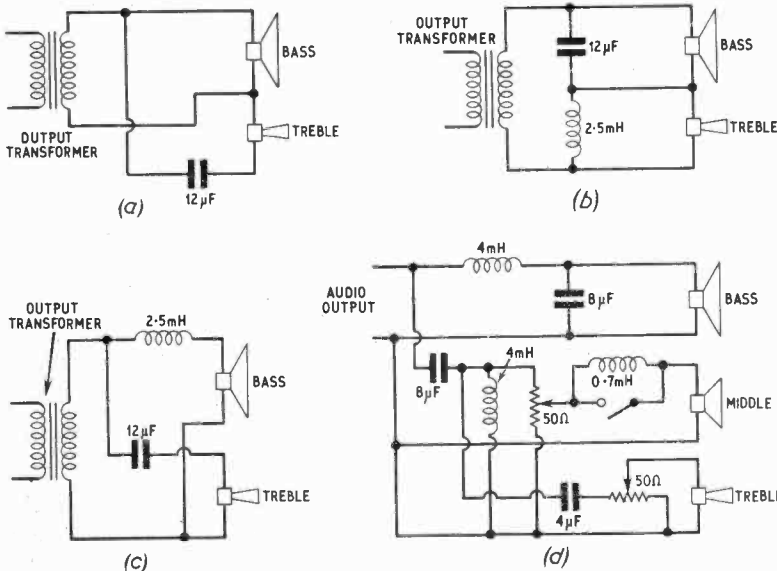 BASS
OUTPUT
TRANSFORMER
TREBLE
12µF
(a)
OUTPUT
TRANSFORMER
12µF
BASS
2·5mH
TREBLE
(b)
OUTPUT
TRANSFORMER
2·5mH
BASS
12µF
TREBLE
(c)
4mH
AUDIO
OUTPUT
8µF
BASS
4mH
8µF
0·7mH
50Ω
MIDDLE
50Ω
4µF
TREBLE
(d)